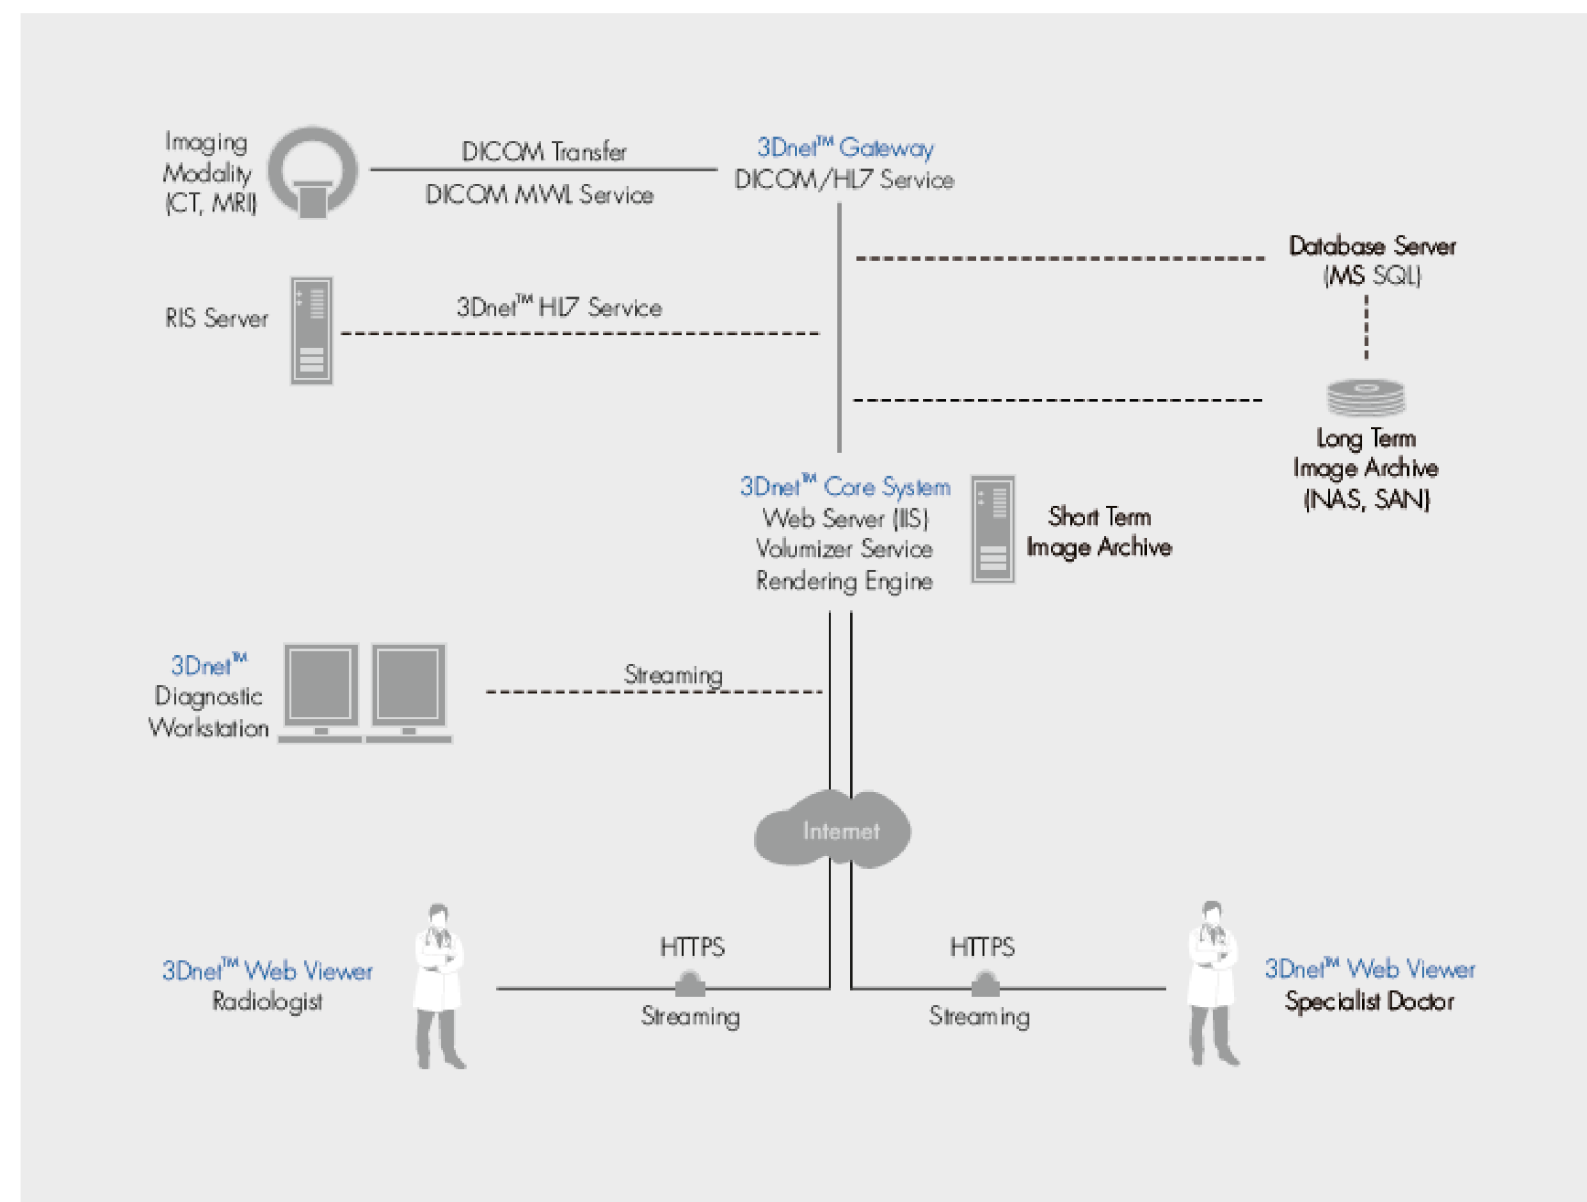 Imaging
Modality
(CT, MRI)
DICOM Transfer
DICOM MWL Service
3Dnet™ Gateway
DICOM/HL7 Service
Database Server
(MS SQL)
RIS Server
3Dnet™ HL7 Service
Long Term
Image Archive
(NAS, SAN)
3Dnet™ Core System
Web Server (IIS)
Volumizer Service
Rendering Engine
Short Term
Image Archive
3Dnet™
Diagnostic
Workstation
Streaming
Internet
3Dnet™ Web Viewer
Radiologist
HTTPS
Streaming
HTTPS
Streaming
3Dnet™ Web Viewer
Specialist Doctor